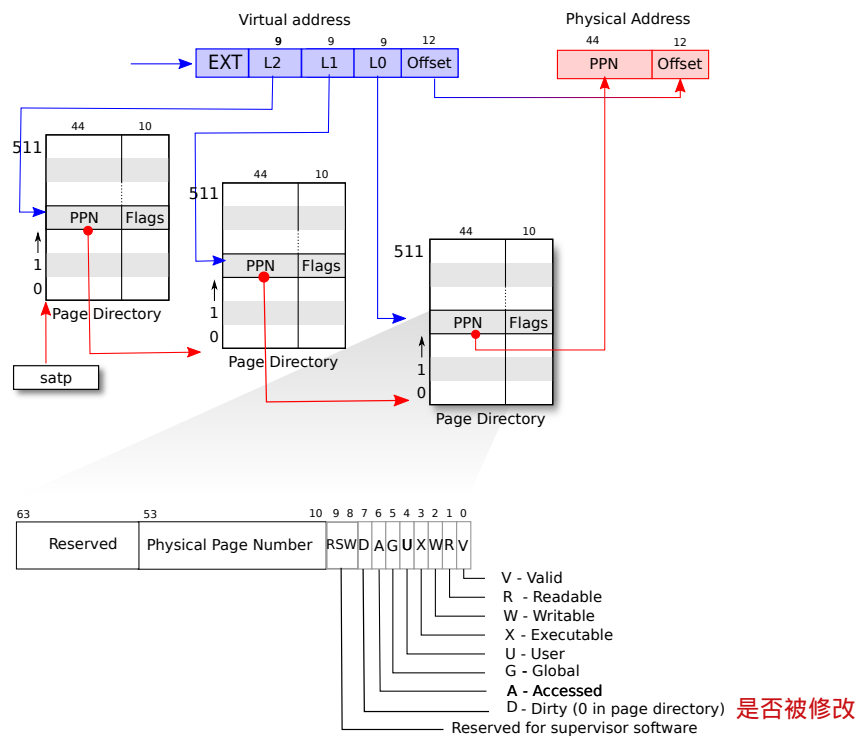 Virtual address
Physical Address
9 9 9 12
44 12
EXT L2 L1 L0 Offset
PPN Offset
44 10
511
PPN Flags
1
0
Page Directory
satp
44 10
511
PPN Flags
1
0
Page Directory
44 10
511
PPN Flags
1
0
Page Directory
63 53 10 9 8 7 6 5 4 3 2 1 0
Reserved Physical Page Number RSW D A G U X W R V
V - Valid
R - Readable
W - Writable
X - Executable
U - User
G - Global
A - Accessed
D - Dirty (0 in page directory) 是否被修改
Reserved for supervisor software